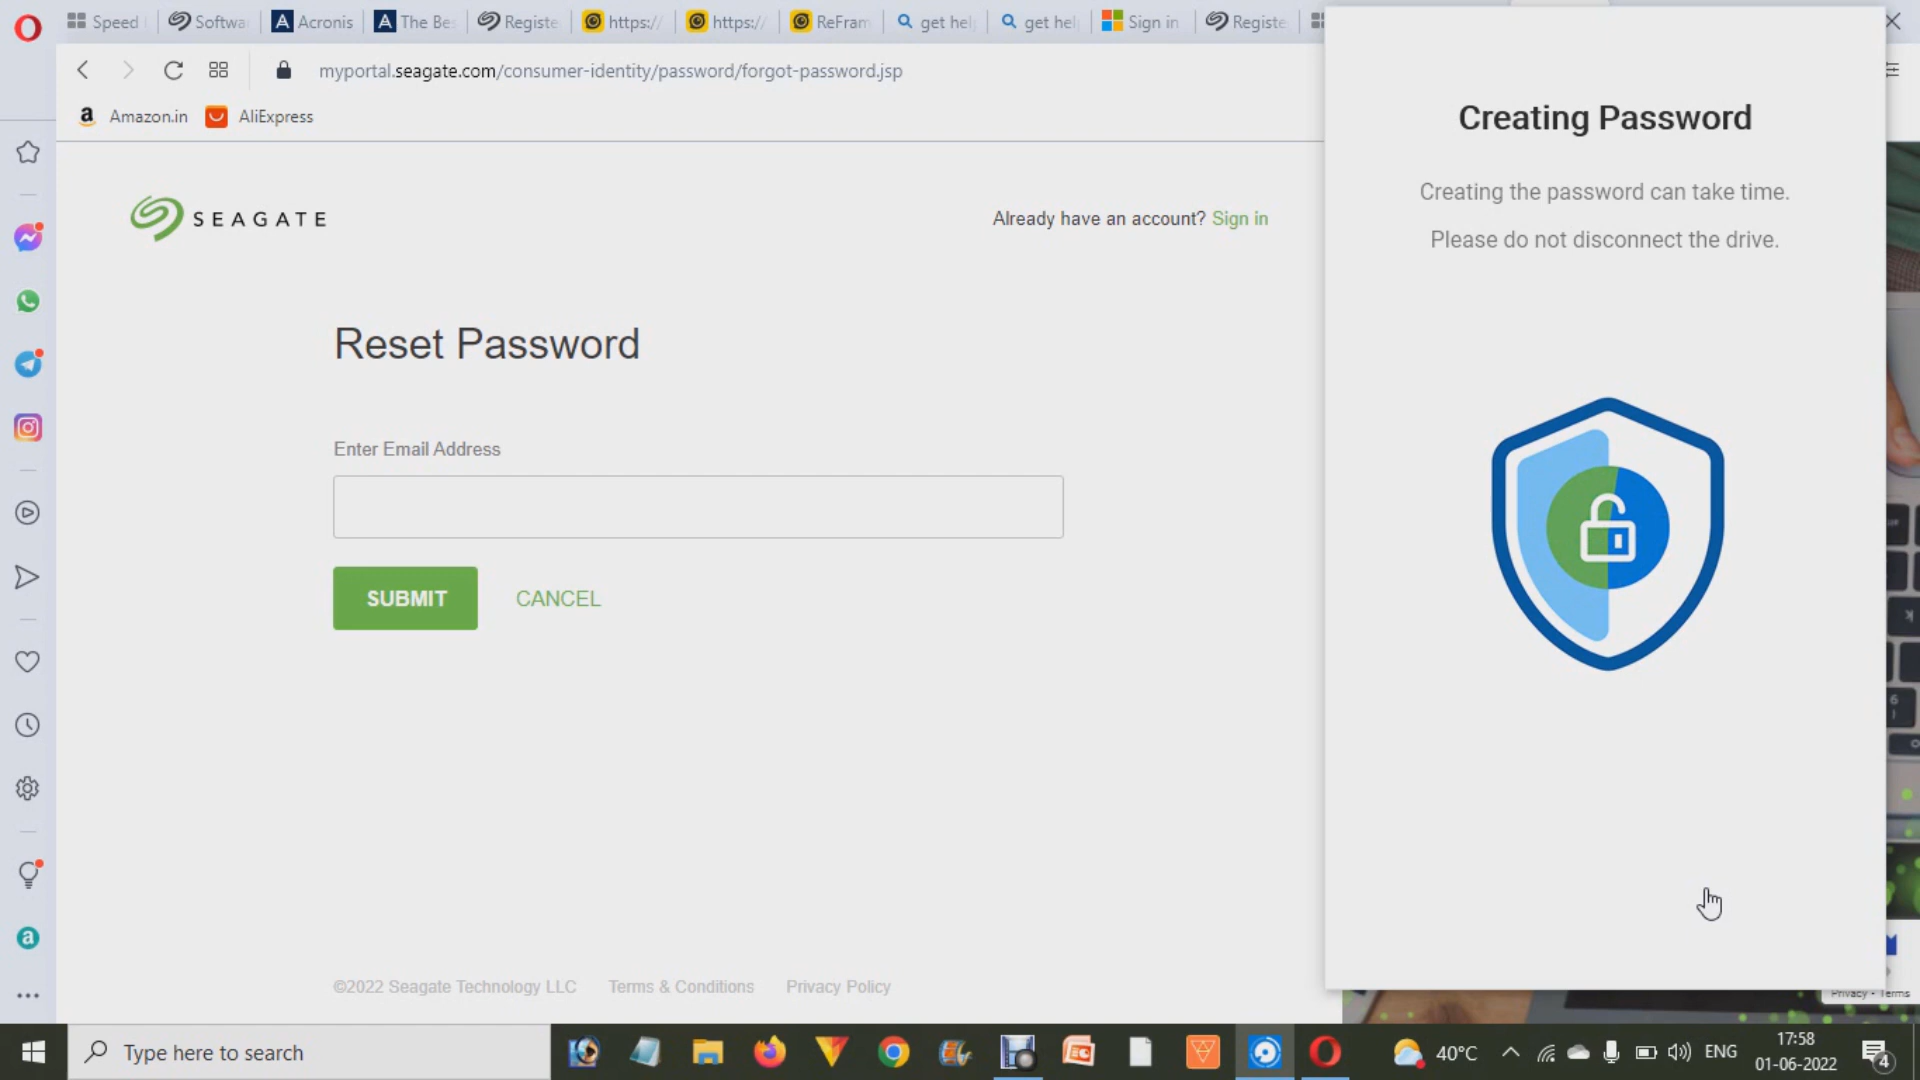 Speed
Softwa
Acronis
The Be
Registe
https:/
https:/
ReFram
get hel
get hel
Sign in
Registe
myportal.seagate.com/consumer-identity/password/forgot-password.jsp
Amazon.in
AliExpress
SEAGATE
Already have an account? Sign in
Reset Password
Enter Email Address
SUBMIT
CANCEL
©2022 Seagate Technology LLC
Terms & Conditions
Privacy Policy
Creating Password
Creating the password can take time.
Please do not disconnect the drive.
Privacy - Terms
Type here to search
40°C
ENG
17:58
01-06-2022
4